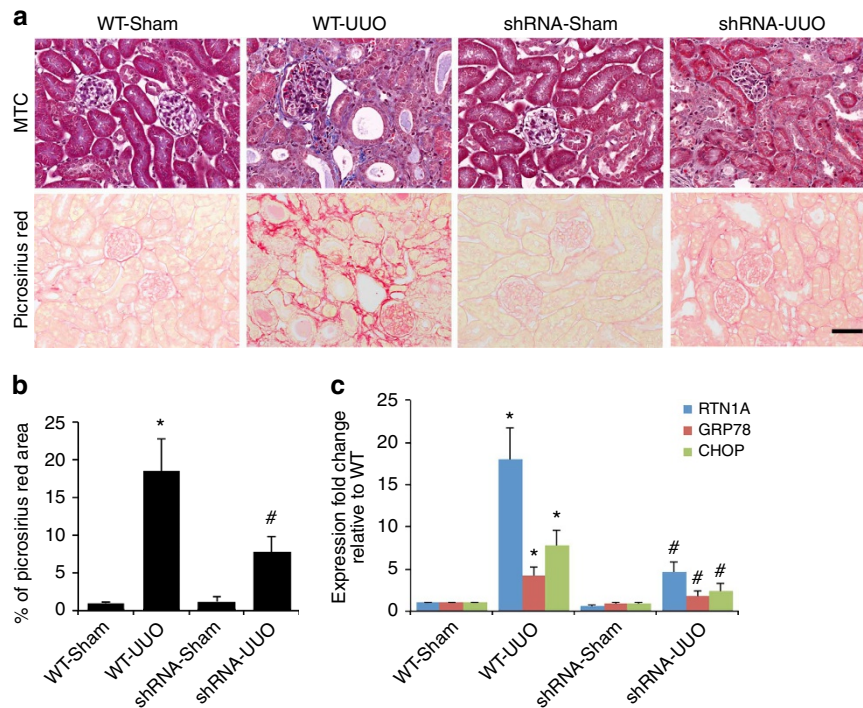 a
WT-Sham
WT-UUO
shRNA-Sham
shRNA-UUO
MTC
Picrosirius red
b
% of picrosirius red area
25
20
15
10
5
0
*
#
WT-Sham
WT-UUO
shRNA-Sham
shRNA-UUO
c
Expression fold change
relative to WT
25
20
15
10
5
0
*
*
*
#
#
#
RTN1A
GRP78
CHOP
WT-Sham
WT-UUO
shRNA-Sham
shRNA-UUO